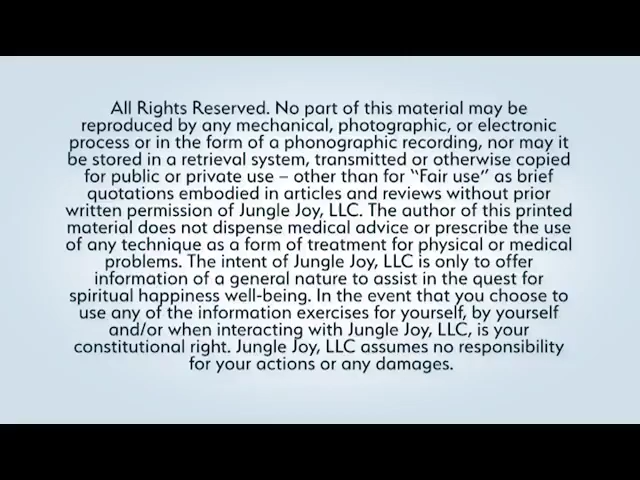 All Rights Reserved. No part of this material may be
reproduced by any mechanical, photographic, or electronic
process or in the form of a phonographic recording, nor may it
be stored in a retrieval system, transmitted or otherwise copied
for public or private use – other than for “Fair use” as brief
quotations embodied in articles and reviews without prior
written permission of Jungle Joy, LLC. The author of this printed
material does not dispense medical advice or prescribe the use
of any technique as a form of treatment for physical or medical
problems. The intent of Jungle Joy, LLC is only to offer
information of a general nature to assist in the quest for
spiritual happiness well-being. In the event that you choose to
use any of the information exercises for yourself, by yourself
and/or when interacting with Jungle Joy, LLC, is your
constitutional right. Jungle Joy, LLC assumes no responsibility
for your actions or any damages.